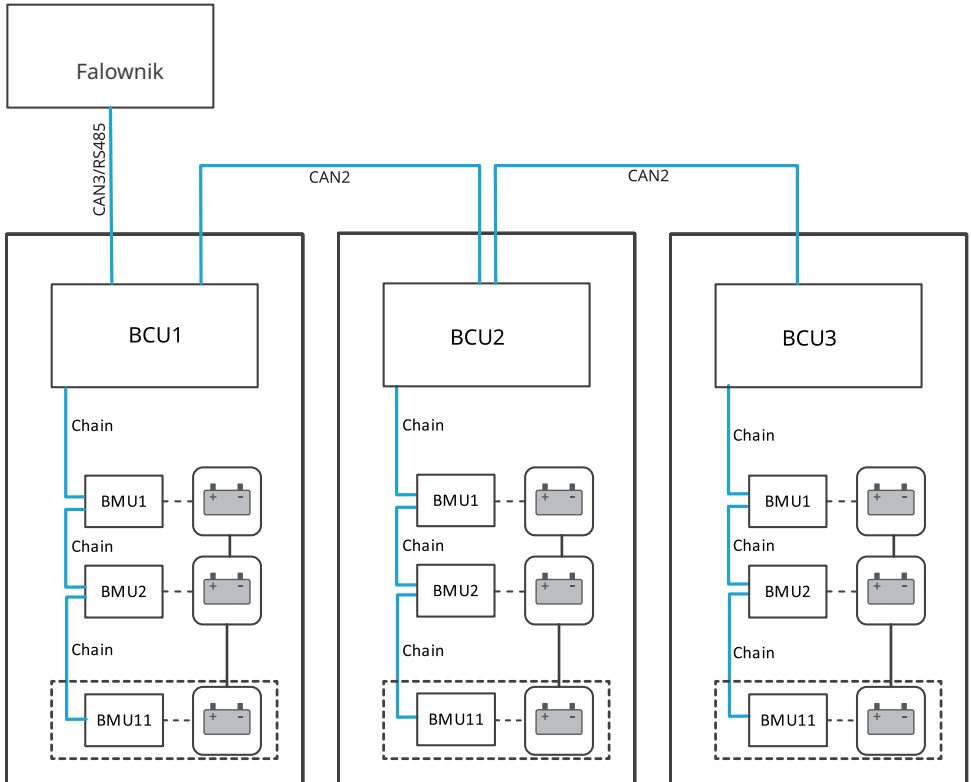 Falownik
CAN3/RS485
CAN2
CAN2
BCU1
BCU2
BCU3
Chain
Chain
Chain
BMU1
+ -
BMU1
+ -
BMU1
+ -
Chain
Chain
Chain
BMU2
+ -
BMU2
+ -
BMU2
+ -
Chain
Chain
Chain
BMU11
+ -
BMU11
+ -
BMU11
+ -